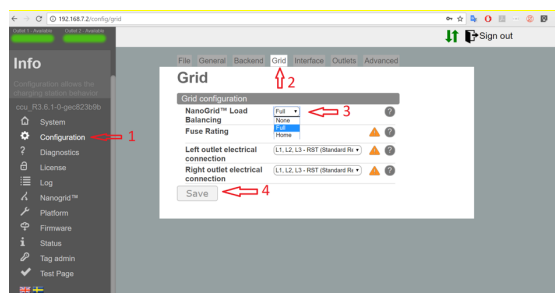 192.168.7.2/config/grid
Outlet 1 - Available Outlet 2 - Available
Sign out
Info
Configuration allows the
charging station behavior
ccu_R3.6.1-0-gec823b9b
System
Configuration
Diagnostics
License
Log
Nanogrid™
Platform
Firmware
Status
Tag admin
Test Page
File General Backend Grid Interface Outlets Advanced
Grid
Grid configuration
NanoGrid™ Load Balancing
Full
None
Full
Home
Fuse Rating
Left outlet electrical connection
L1, L2, L3 - RST (Standard Ro
Right outlet electrical connection
L1, L2, L3 - RST (Standard Ro
Save
1
2
3
4